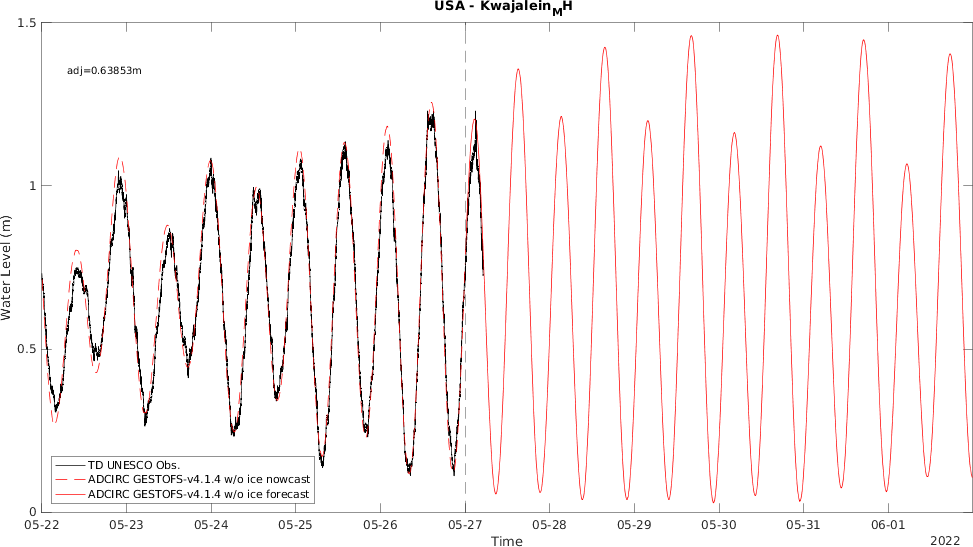 USA - Kwajalein_MH
1.5
adj=0.63853m
1
Water Level (m)
0.5
TD UNESCO Obs.
ADCIRC GESTOFS-v4.1.4 w/o ice nowcast
ADCIRC GESTOFS-v4.1.4 w/o ice forecast
0
05-22 05-23 05-24 05-25 05-26 05-27 05-28 05-29 05-30 05-31 06-01
Time
2022